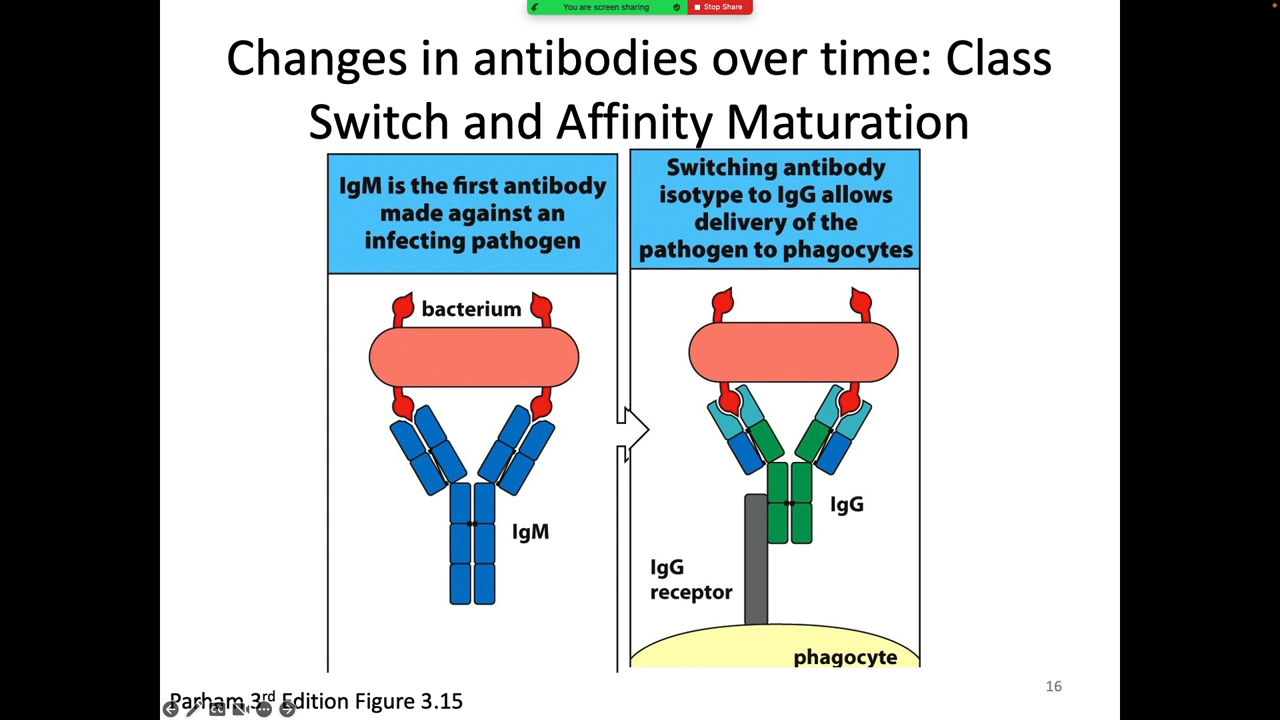 You are screen sharing
Stop Share
Changes in antibodies over time: Class
Switch and Affinity Maturation
IgM is the first antibody
made against an
infecting pathogen
bacterium
IgM
Switching antibody
isotype to IgG allows
delivery of the
pathogen to phagocytes
IgG
IgG
receptor
phagocyte
16
Parham 3rd Edition Figure 3.15
CC